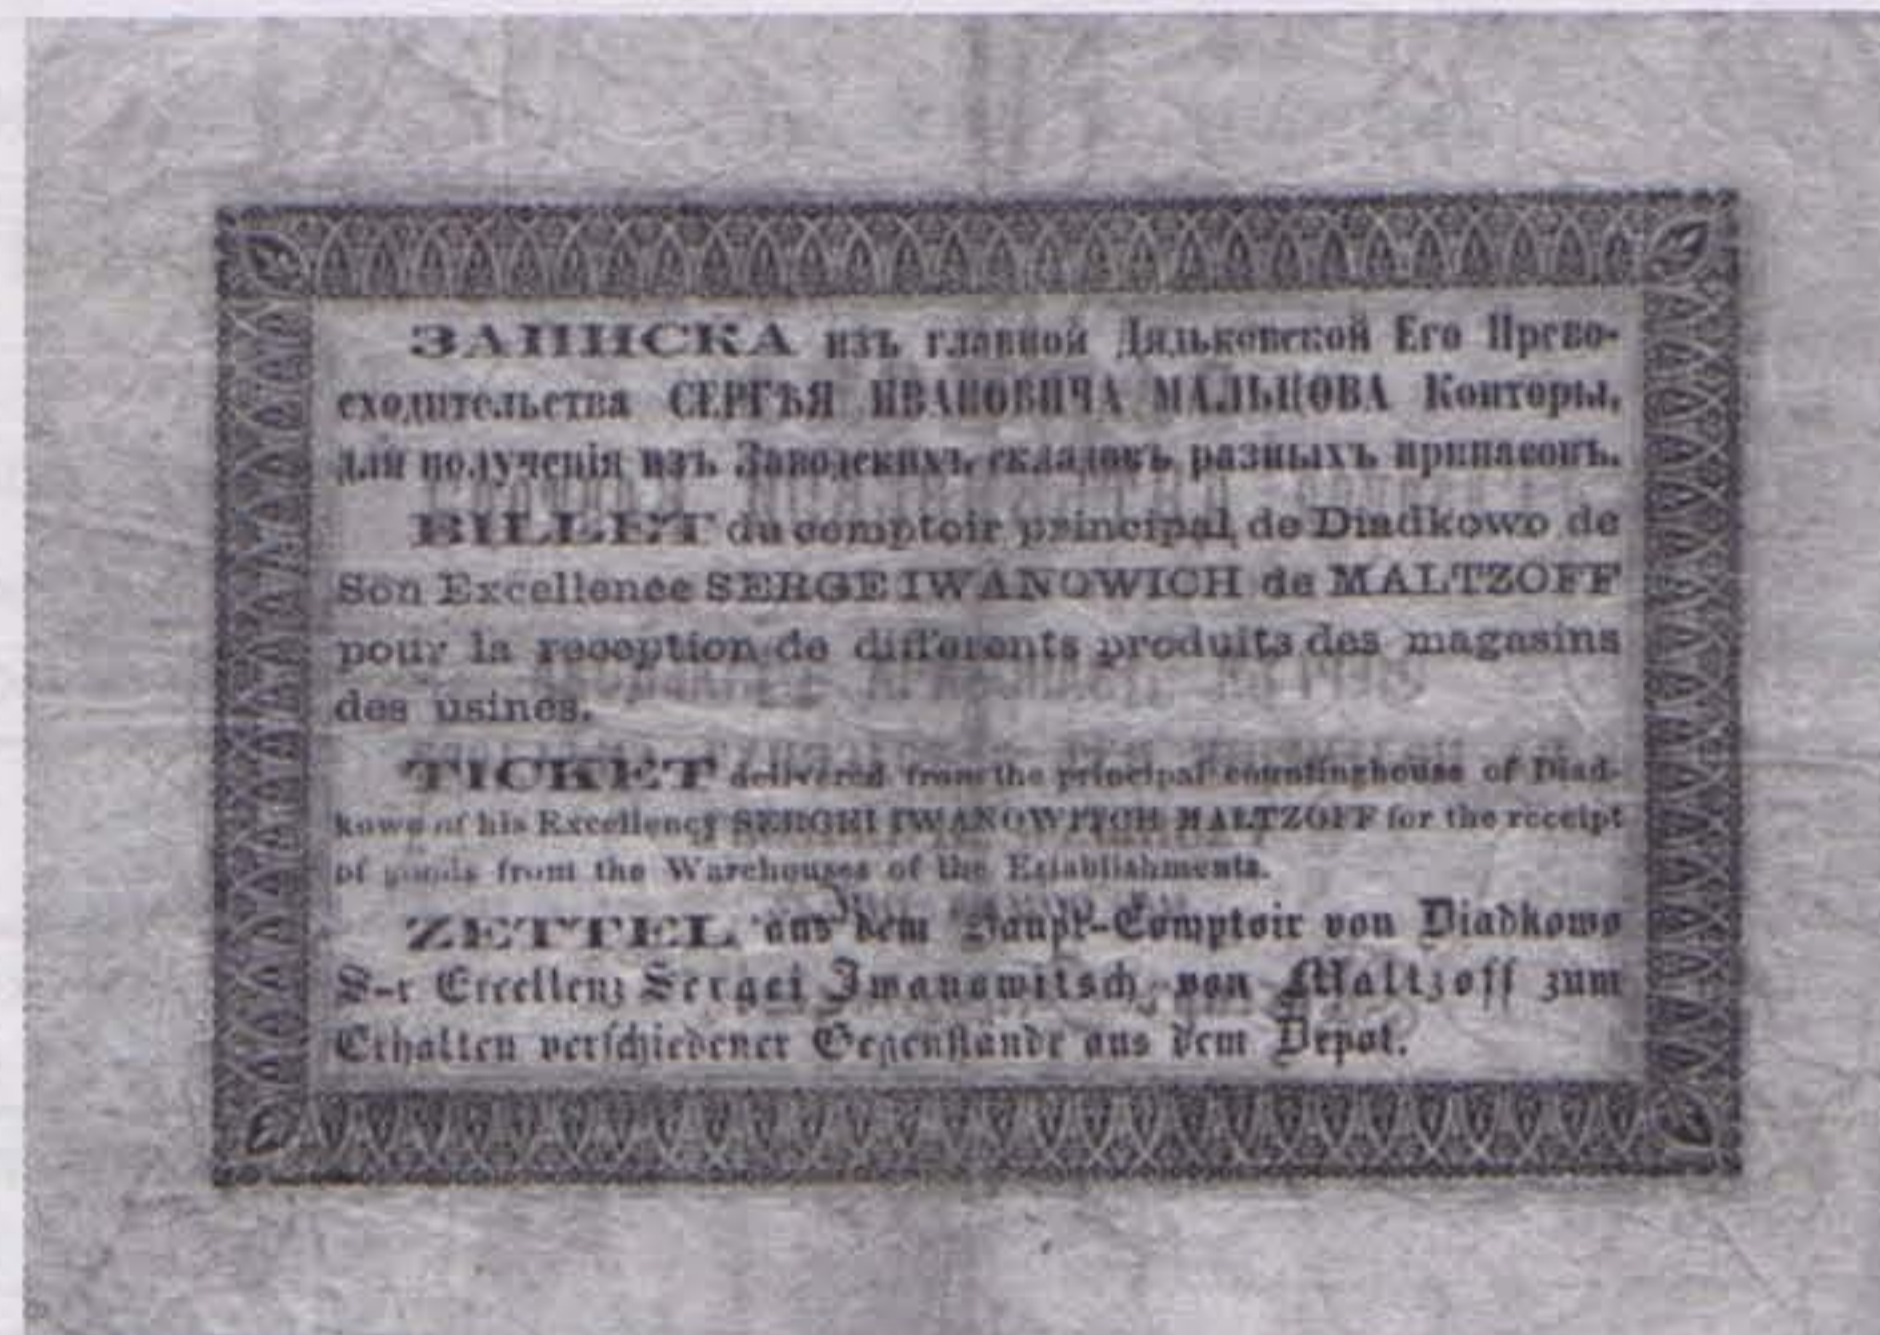 ЗАПИСКА изъ главной Дядьковской Его Прево-
сходительства СЕРГѢЯ ИВАНОВИЧА МАЛЬЦОВА Конторы,
для полученія изъ Заводскихъ складовъ разныхъ припасовъ.
BILLET du comptoir principal de Diadkowo de
Son Excellence SERGE IWANOWICH de MALTZOFF
pour la reception de differents produits des magasins
des usines.
TICKET delivered from the principal countinghouse of Diad-
kowo of his Excellency SERGEI IWANOWITCH MALTZOFF for the receipt
of goods from the Warehouses of the Establishments.
ZETTEL aus dem Haupt-Comptoir von Diadkowo
S-r Excellenz Sergei Iwanowitsch von Maltzoff zum
Erhalten verschiedener Gegenstande aus dem Depot.